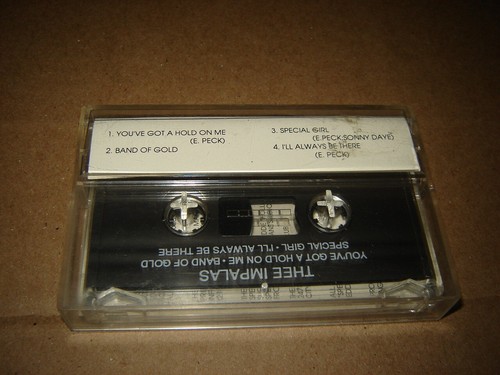 1. YOU'VE GOT A HOLD ON ME
(E. PECK)
2. BAND OF GOLD
3. SPECIAL GIRL
(E.PECK/SONNY DAYE)
4. I'LL ALWAYS BE THERE
(E. PECK)
THEE IMPALAS
YOU'VE GOT A HOLD ON ME • BAND OF GOLD
SPECIAL GIRL • I'LL ALWAYS BE THERE